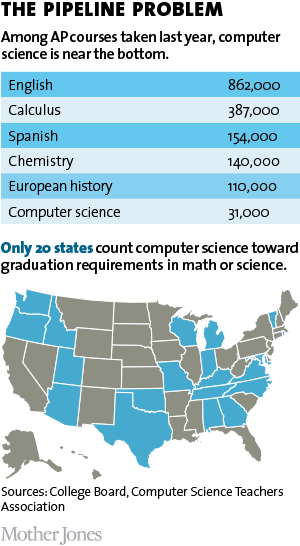 THE PIPELINE PROBLEM
Among AP courses taken last year, computer
science is near the bottom.
English 862,000
Calculus 387,000
Spanish 154,000
Chemistry 140,000
European history 110,000
Computer science 31,000
Only 20 states count computer science toward
graduation requirements in math or science.
Sources: College Board, Computer Science Teachers
Association
Mother Jones